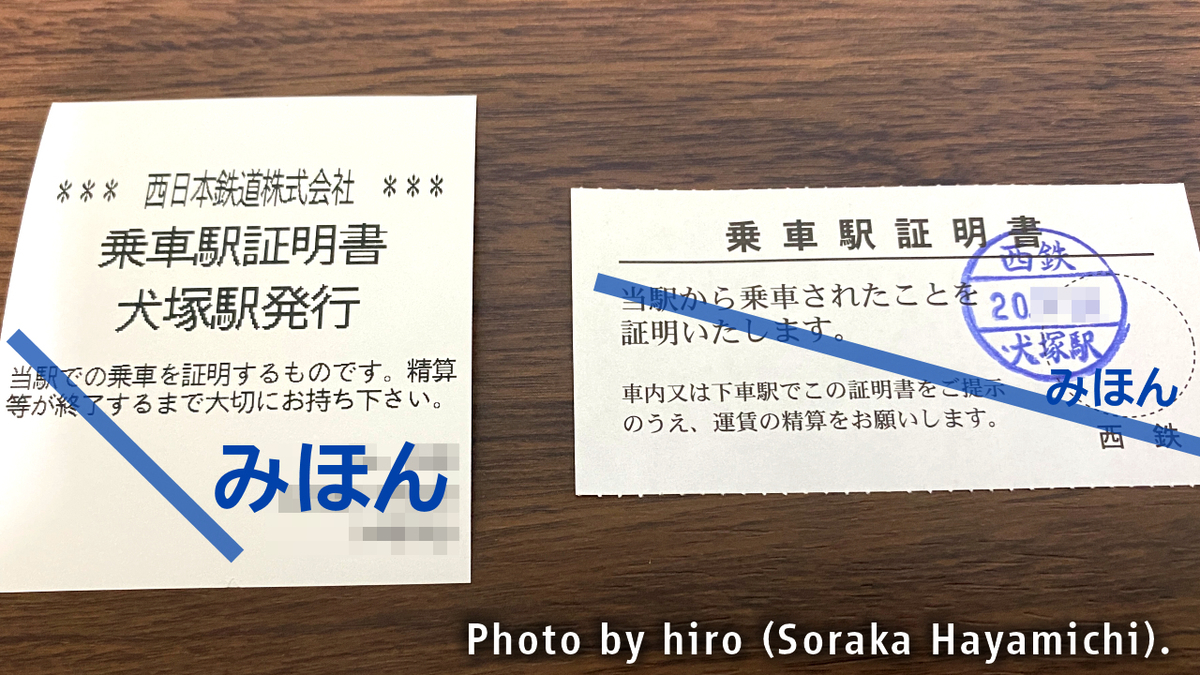 *** 西日本鉄道株式会社 ***
乗車駅証明書
犬塚駅発行
当駅での乗車を証明するものです。精算
等が終了するまで大切にお持ち下さい。
みほん
乗車駅証明書
当駅から乗車されたことを
証明いたします。
車内又は下車駅でこの証明書をご提示
のうえ、運賃の精算をお願いします。
西鉄
20.
犬塚駅
みほん
西鉄
Photo by hiro (Soraka Hayamichi).